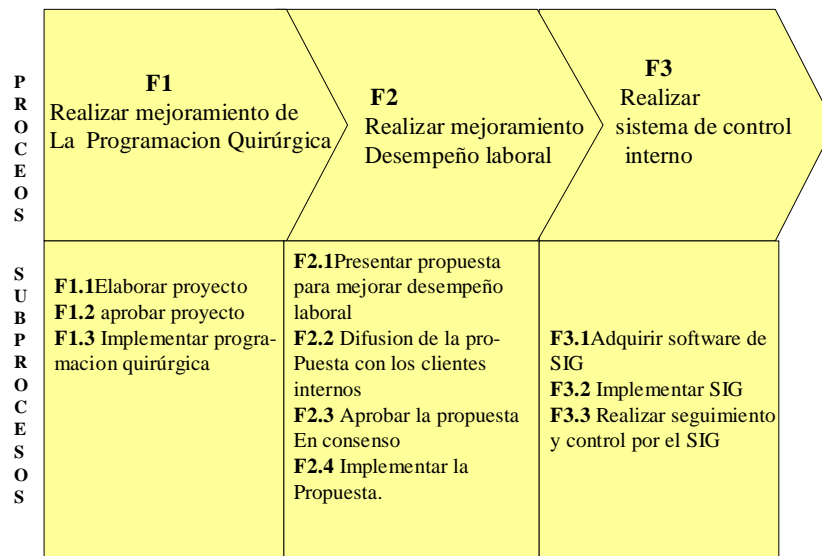 PROCEOS
F1
Realizar mejoramiento de
La Programacion Quirúrgica
F2
Realizar mejoramiento
Desempeño laboral
F3
Realizar
sistema de control
interno
SUBPROCESOS
F1.1Elaborar proyecto
F1.2 aprobar proyecto
F1.3 Implementar progra-
macion quirúrgica
F2.1Presentar propuesta
para mejorar desempeño
laboral
F2.2 Difusion de la pro-
Puesta con los clientes
internos
F2.3 Aprobar la propuesta
En consenso
F2.4 Implementar la
Propuesta.
F3.1Adquirir software de
SIG
F3.2 Implementar SIG
F3.3 Realizar seguimiento
y control por el SIG